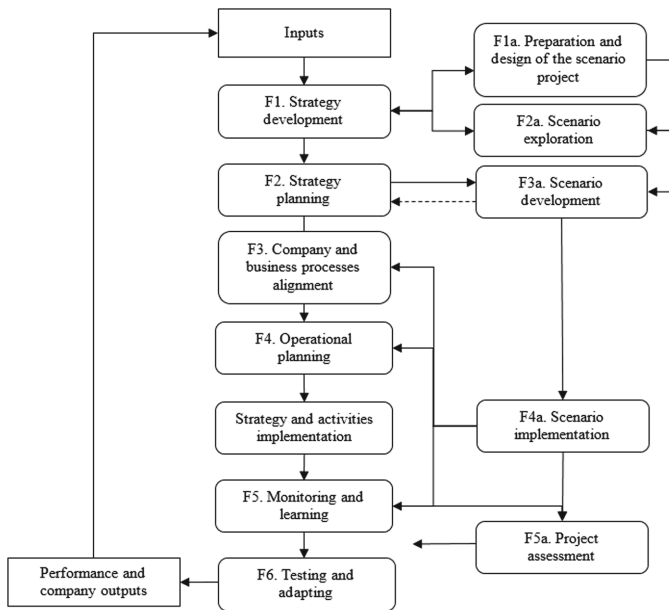 Inputs
F1. Strategy
development
F2. Strategy
planning
F3. Company and
business processes
alignment
F4. Operational
planning
Strategy and activities
implementation
F5. Monitoring and
learning
F6. Testing and
adapting
Performance and
company outputs
F1a. Preparation and
design of the scenario
project
F2a. Scenario
exploration
F3a. Scenario
development
F4a. Scenario
implementation
F5a. Project
assessment